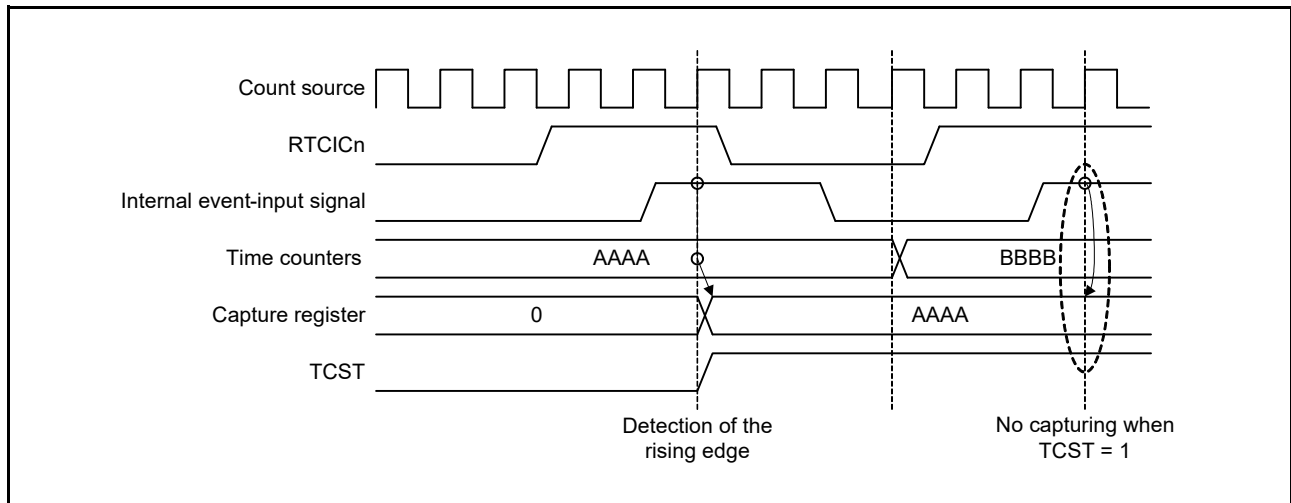 Count source
RTCICn
Internal event-input signal
Time counters
AAAA
BBBB
Capture register
0
AAAA
TCST
Detection of the
rising edge
No capturing when
TCST = 1